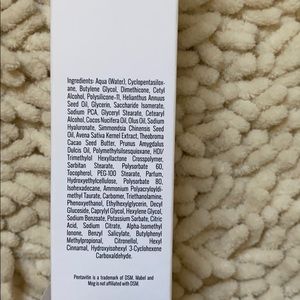 Ingredients: Aqua (Water), Cyclopentasilox-
ane, Butylene Glycol, Dimethicone, Cetyl
Alcohol, Polysilicone-11, Helianthus Annuus
Seed Oil, Glycerin, Saccharide Isomerate,
Sodium PCA, Glyceryl Stearate, Cetearyl
Alcohol, Cocos Nucifera Oil, Olus Oil, Sodium
Hyaluronate, Simmondsia Chinensis Seed
Oil, Avena Sativa Kernel Extract, Theobroma
Cacao Seed Butter, Prunus Amygdalus
Dulcis Oil, Polymethylsilsesquioxane, HDI/
Trimethylol Hexyllactone Crosspolymer,
Sorbitan Stearate, Polysorbate 60,
Tocopherol, PEG-100 Stearate, Parfum,
Hydroxyethylcellulose, Polysorbate 80,
Isohexadecane, Ammonium Polyacryloyldi-
methyl Taurate, Carbomer, Triethanolamine,
Phenoxyethanol, Ethylhexylglycerin, Decyl
Glucoside, Caprylyl Glycol, Hexylene Glycol,
Sodium Benzoate, Potassium Sorbate, Citric
Acid, Sodium Citrate, Alpha-Isomethyl
Ionone, Benzyl Salicylate, Butylphenyl
Methylpropional, Citronellol, Hexyl
Cinnamal, Hydroxyisohexyl 3-Cyclohexene
Carboxaldehyde.
Pentavitin is trademark of DSM. Mabel and
Meg is not affiliated with DSM.